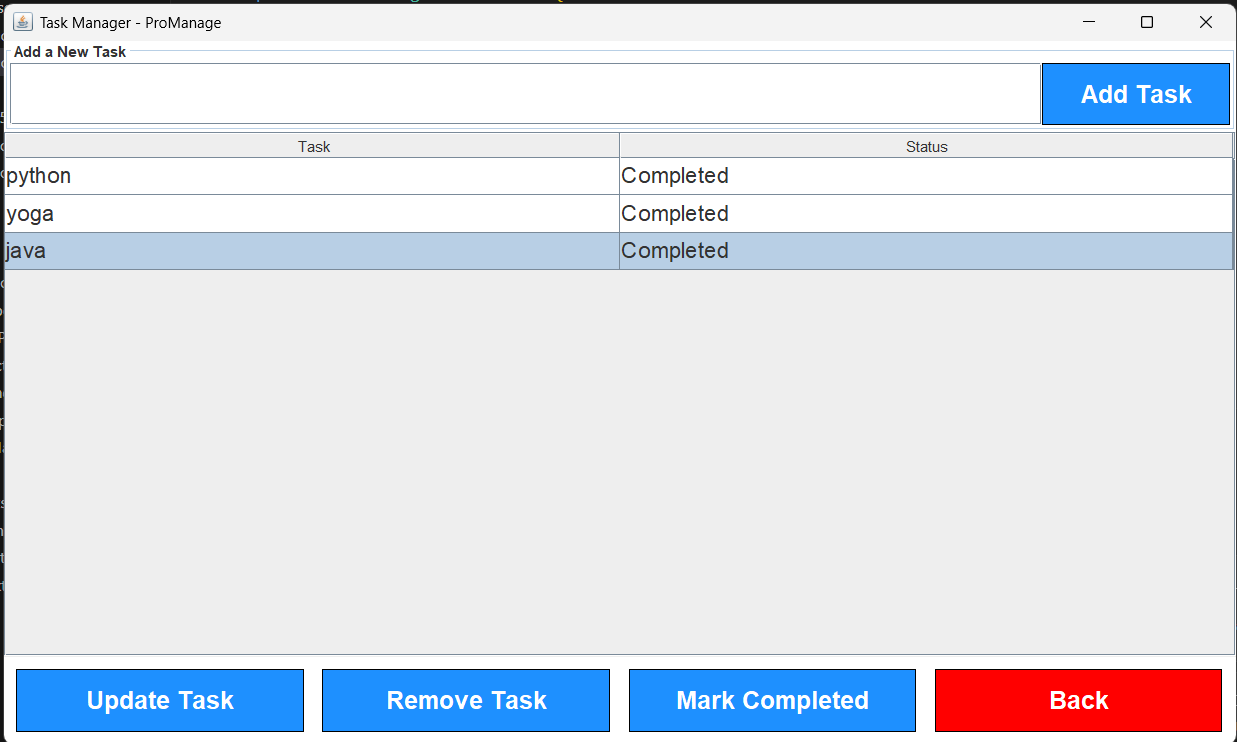 Task Manager - ProManage
Add a New Task
Add Task
Task Status
python Completed
yoga Completed
java Completed
Update Task Remove Task Mark Completed Back